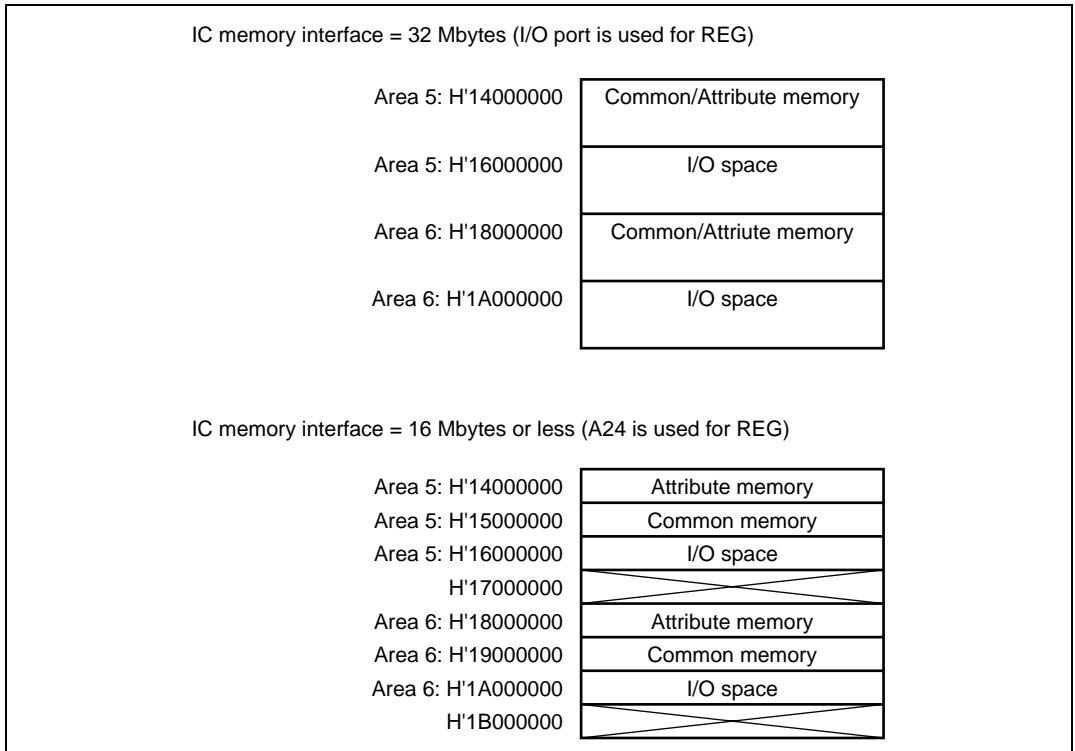 IC memory interface = 32 Mbytes (I/O port is used for REG)
Area 5: H'14000000 Common/Attribute memory
Area 5: H'16000000 I/O space
Area 6: H'18000000 Common/Attriute memory
Area 6: H'1A000000 I/O space
IC memory interface = 16 Mbytes or less (A24 is used for REG)
Area 5: H'14000000 Attribute memory
Area 5: H'15000000 Common memory
Area 5: H'16000000 I/O space
H'17000000
Area 6: H'18000000 Attribute memory
Area 6: H'19000000 Common memory
Area 6: H'1A000000 I/O space
H'1B000000